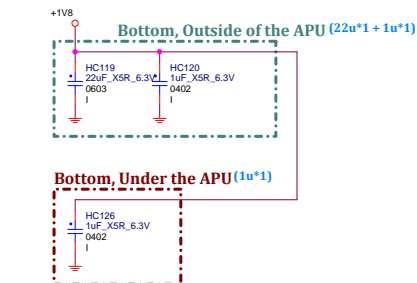 +1V8
Bottom, Outside of the APU (22u*1 + 1u*1)
HC119
22uF_X5R_6.3V
0603
I
HC120
1uF_X5R_6.3V
0402
I
Bottom, Under the APU (1u*1)
HC126
1uF_X5R_6.3V
0402
I